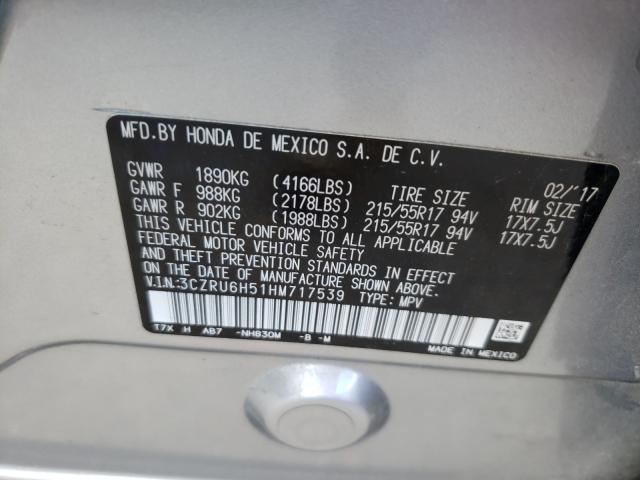 MFD.BY HONDA DE MEXICO S.A. DE C.V.
02/'17
GVWR 1890KG (4166LBS) TIRE SIZE RIM SIZE
GAWR F 988KG (2178LBS) 215/55R17 94V 17X7.5J
GAWR R 902KG (1988LBS) 215/55R17 94V 17X7.5J
THIS VEHICLE CONFORMS TO ALL APPLICABLE
FEDERAL MOTOR VEHICLE SAFETY
AND THEFT PREVENTION STANDARDS IN EFFECT
ON THE DATE OF MANUFACTURE SHOWN ABOVE.
V.I.N.:3CZRU6H51HM717539 TYPE: MPV
T7X H AB7 -NH830M -B -M
MADE IN MEXICO